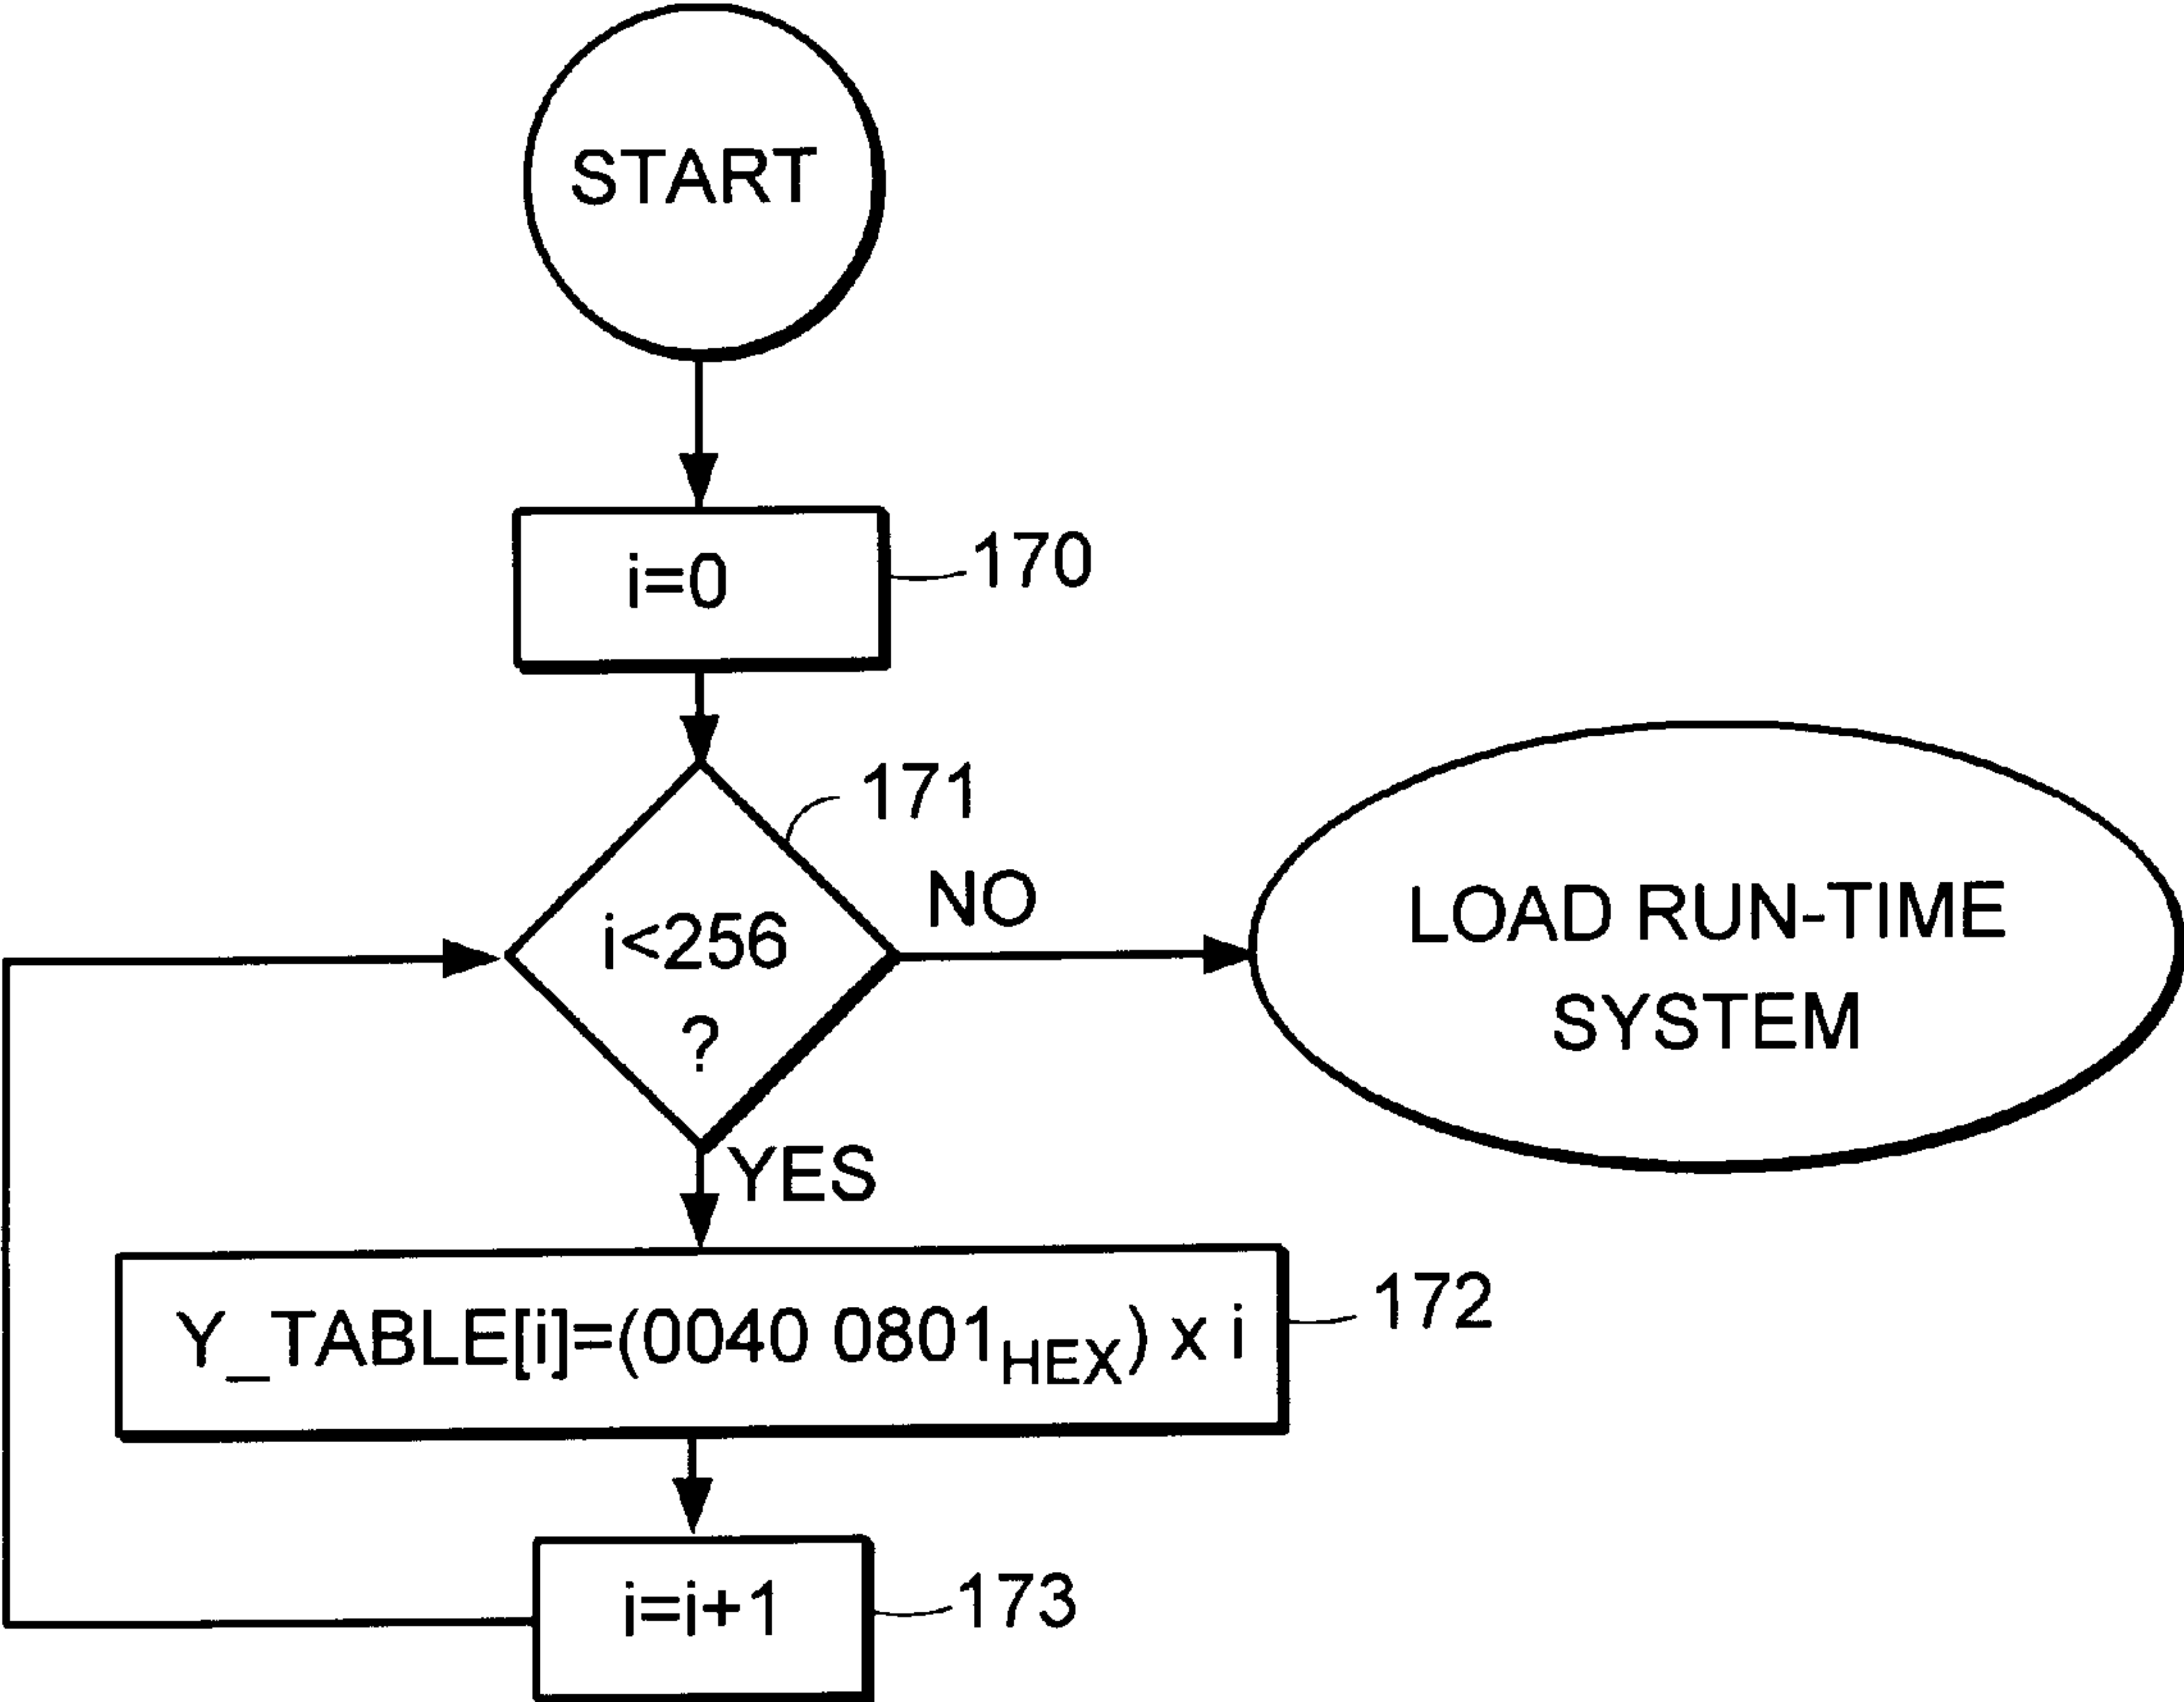 START
i=0
170
171
i<256
?
NO
LOAD RUN-TIME
SYSTEM
YES
Y_TABLE[i]=(0040 0801HEX) x i
172
i=i+1
173